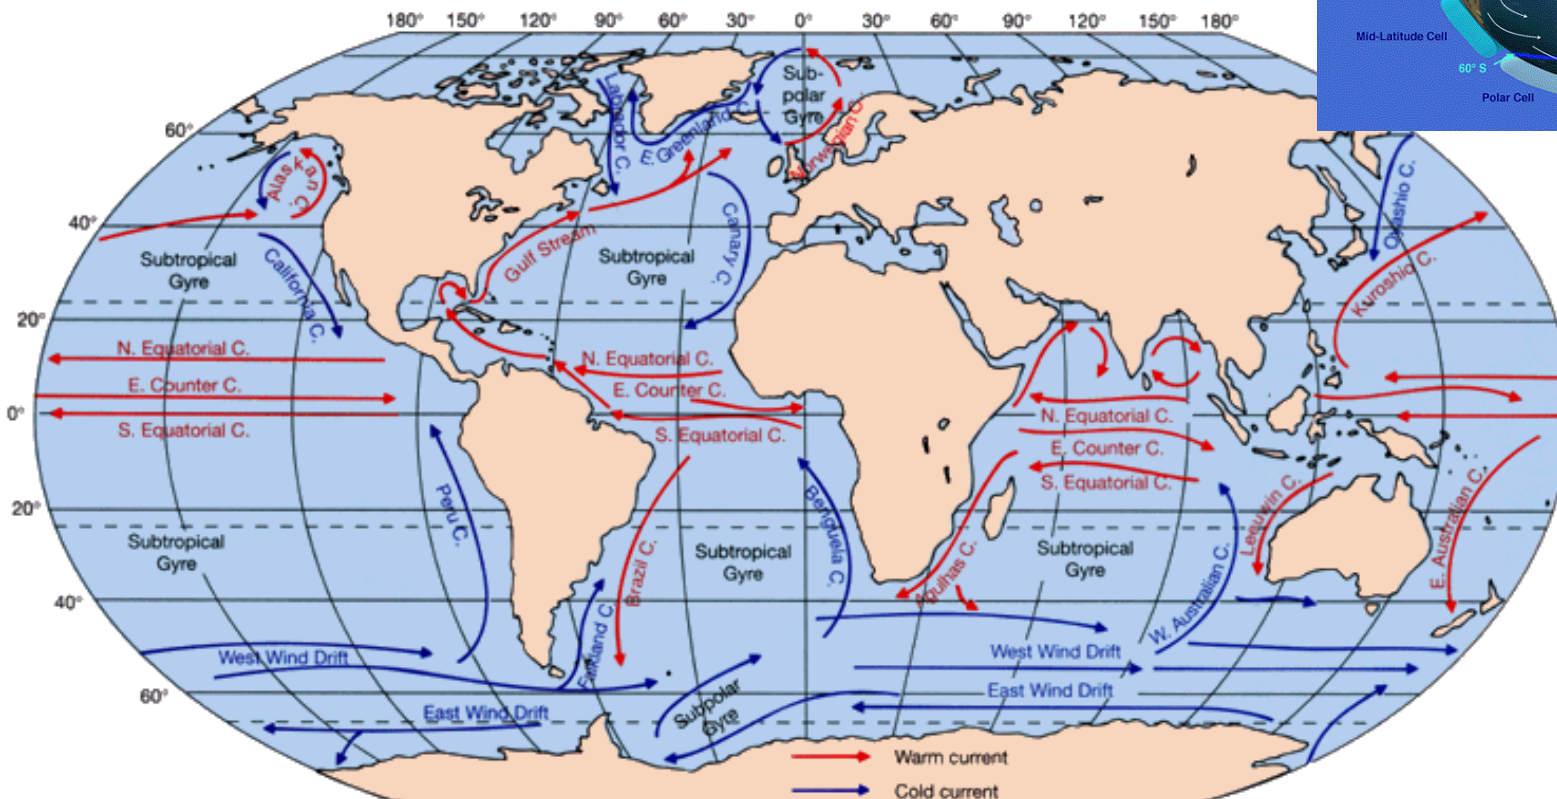 180° 150° 120° 90° 60° 30° 0° 30° 60° 90° 120° 150° 180°
Mid-Latitude Cell
60° S
Polar Cell
60°
40°
20°
0°
20°
40°
60°
Labrador C.
E. Greenland C.
Sub-
polar
Gyre
Norwegian C.
Alaskan C.
Oyashio C.
Kuroshio C.
Subtropical
Gyre
California C.
Gulf Stream
Subtropical
Gyre
Canary C.
N. Equatorial C.
E. Counter C.
S. Equatorial C.
N. Equatorial C.
E. Counter C.
S. Equatorial C.
N. Equatorial C.
E. Counter C.
S. Equatorial C.
Peru C.
Brazil C.
Benguela C.
Agulhas C.
Leeuwin C.
E. Australian C.
W. Australian C.
Subtropical
Gyre
Subtropical
Gyre
Subtropical
Gyre
Falkland C.
West Wind Drift
West Wind Drift
East Wind Drift
East Wind Drift
Subpolar
Gyre
Warm current
Cold current